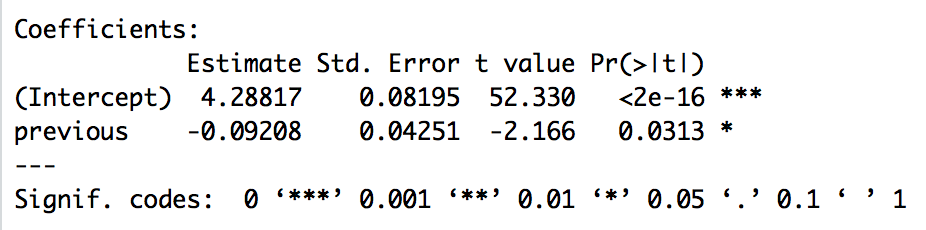 Coefficients:
            Estimate Std. Error t value Pr(>|t|)
(Intercept)  4.28817    0.08195  52.330   <2e-16 ***
previous    -0.09208    0.04251  -2.166   0.0313 *
---
Signif. codes:  0 ‘***’ 0.001 ‘**’ 0.01 ‘*’ 0.05 ‘.’ 0.1 ‘ ’ 1